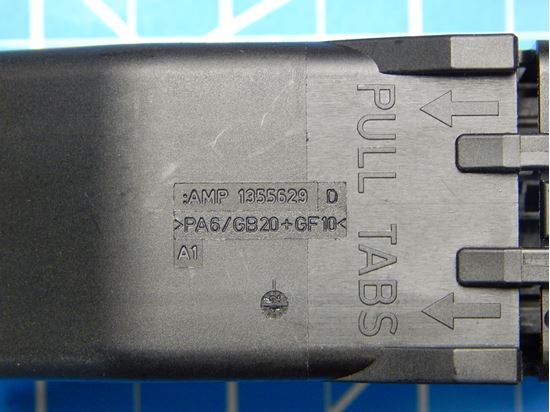 :AMP 1355629 D
>PA6/GB20+GF10<
A1
PULL TABS